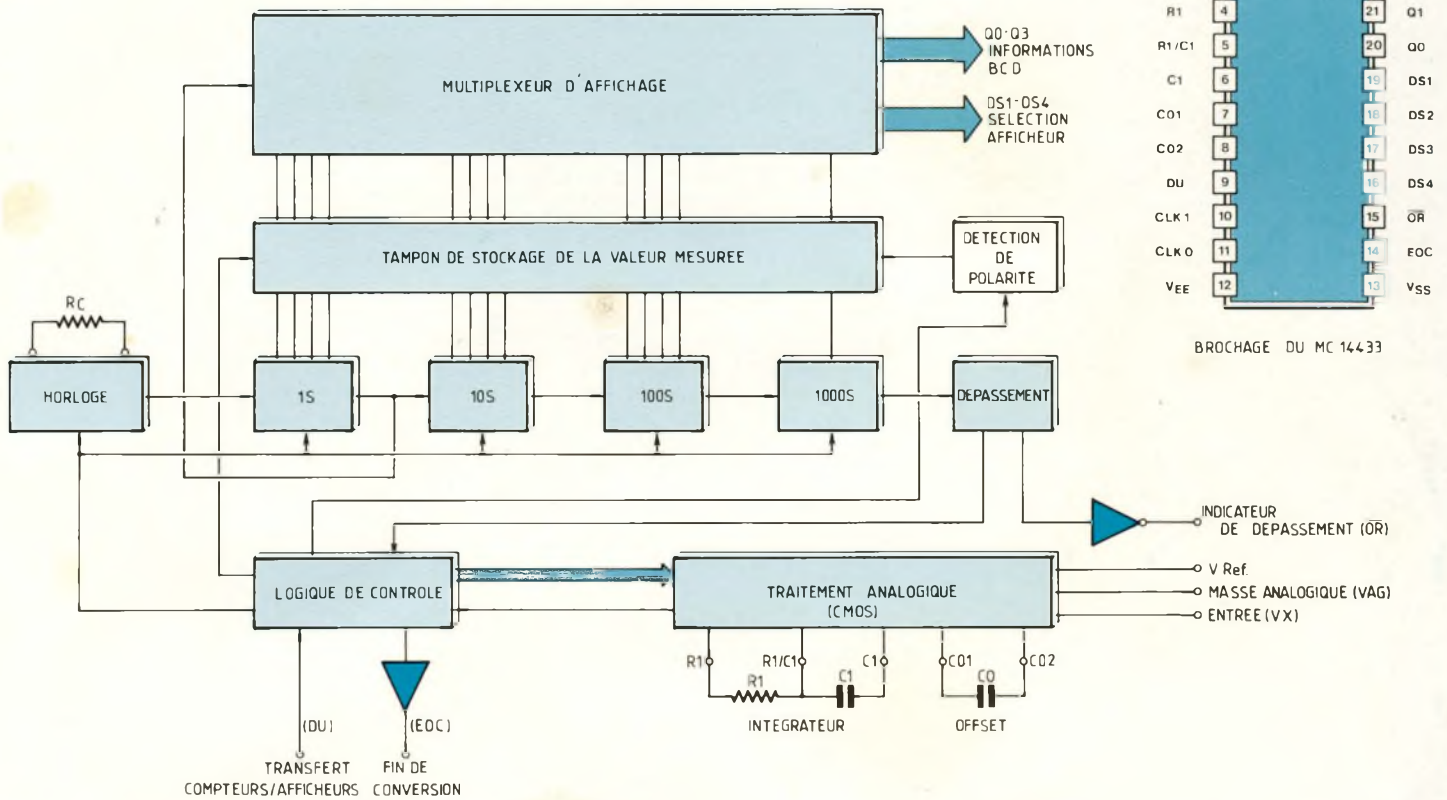 MULTIPLEXEUR D'AFFICHAGE
Q0-Q3
INFORMATIONS
BCD
DS1-DS4
SELECTION
AFFICHEUR
TAMPON DE STOCKAGE DE LA VALEUR MESUREE
DETECTION
DE
POLARITE
RC
HORLOGE
1S
10S
100S
1000S
DEPASSEMENT
INDICATEUR
DE DEPASSEMENT (OR)
LOGIQUE DE CONTROLE
TRAITEMENT ANALOGIQUE
(CMOS)
V Ref.
MASSE ANALOGIQUE (VAG)
ENTREE (VX)
R1
R1/C1
C1
C01
C02
R1
C1
C0
INTEGRATEUR
OFFSET
(DU)
(EOC)
TRANSFERT
COMPTEURS/AFFICHEURS
FIN DE
CONVERSION
R1 4 21 Q1
R1/C1 5 20 Q0
C1 6 19 DS1
C01 7 18 DS2
C02 8 17 DS3
DU 9 16 DS4
CLK 1 10 15 OR
CLK 0 11 14 EOC
VEE 12 13 VSS
BROCHAGE DU MC 14433